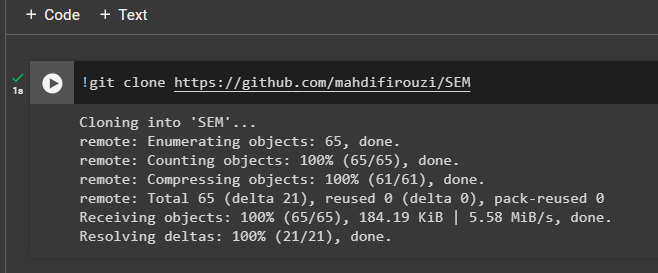 + Code + Text
1s
!git clone https://github.com/mahdifirouzi/SEM
Cloning into 'SEM'...
remote: Enumerating objects: 65, done.
remote: Counting objects: 100% (65/65), done.
remote: Compressing objects: 100% (61/61), done.
remote: Total 65 (delta 21), reused 0 (delta 0), pack-reused 0
Receiving objects: 100% (65/65), 184.19 KiB | 5.58 MiB/s, done.
Resolving deltas: 100% (21/21), done.